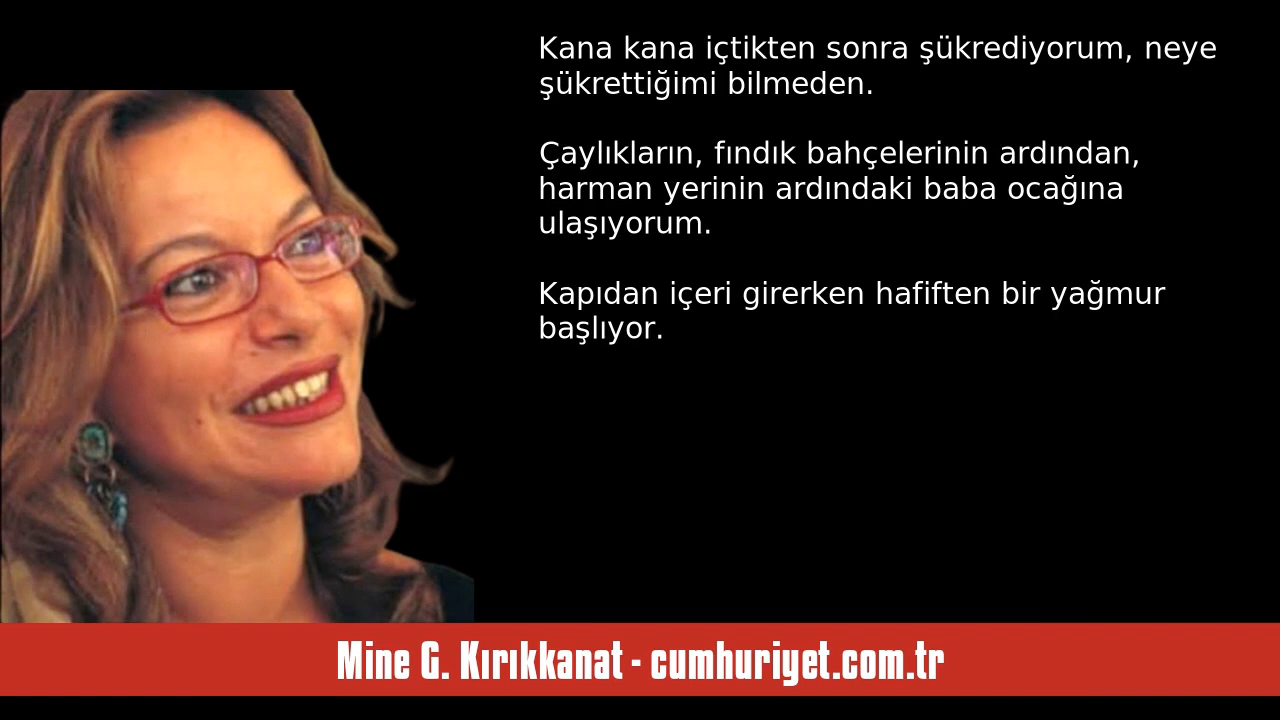 Kana kana içtikten sonra şükrediyorum, neye
şükrettiğimi bilmeden.
Çaylıkların, fındık bahçelerinin ardından,
harman yerinin ardındaki baba ocağına
ulaşıyorum.
Kapıdan içeri girerken hafiften bir yağmur
başlıyor.
Mine G. Kırıkkanat - cumhuriyet.com.tr